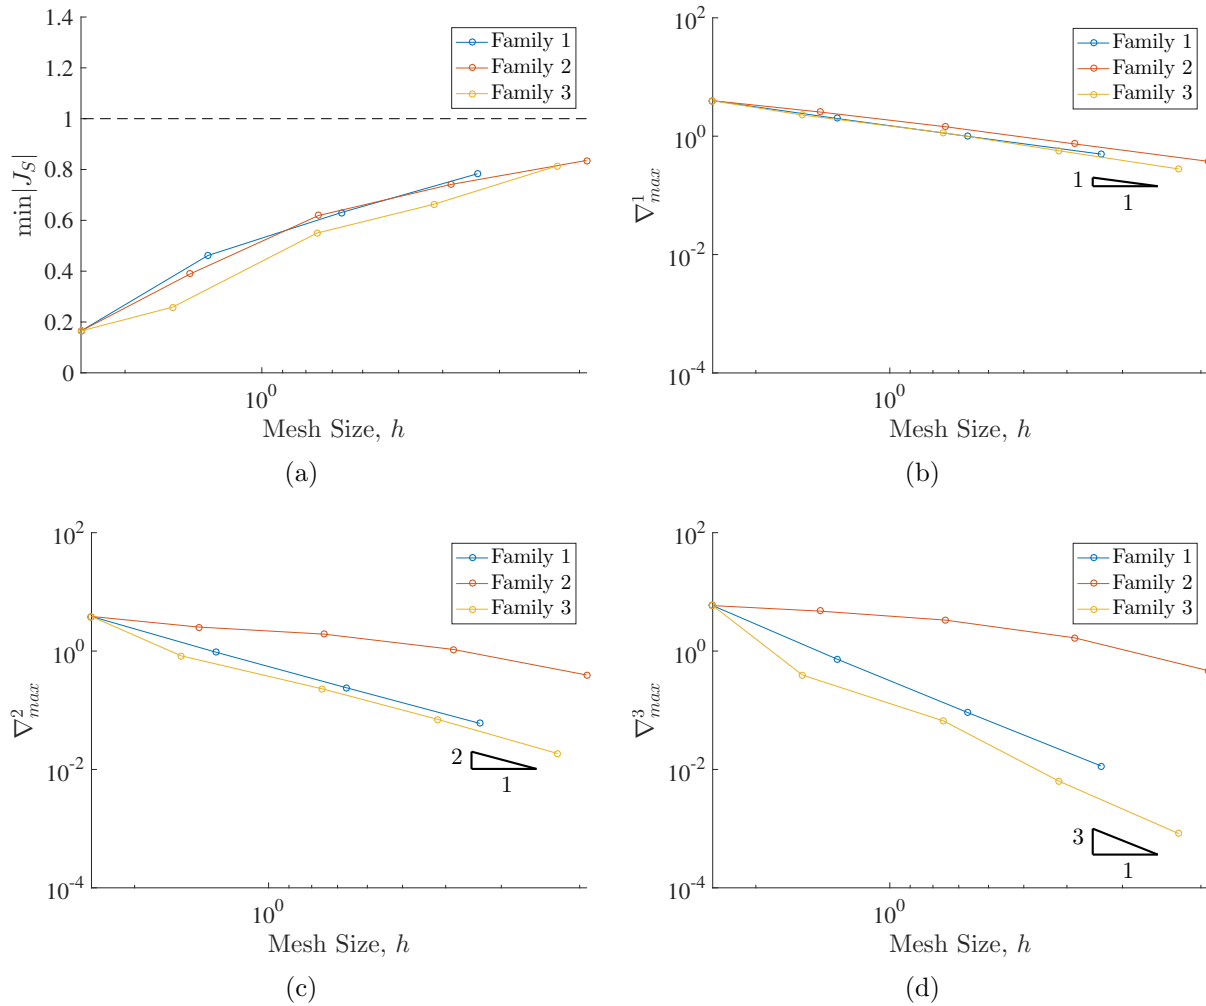 1.4
1.2
1
0.8
0.6
0.4
0.2
0
min|J_S|
Family 1
Family 2
Family 3
10^0
Mesh Size, h
(a)
10^2
10^0
10^-2
10^-4
∇^1_max
Family 1
Family 2
Family 3
1
1
10^0
Mesh Size, h
(b)
10^2
10^0
10^-2
10^-4
∇^2_max
Family 1
Family 2
Family 3
2
1
10^0
Mesh Size, h
(c)
10^2
10^0
10^-2
10^-4
∇^3_max
Family 1
Family 2
Family 3
3
1
10^0
Mesh Size, h
(d)